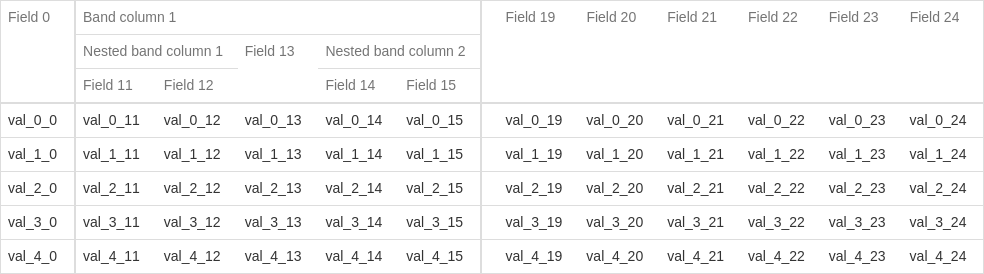 Field 0 Band column 1 Field 19 Field 20 Field 21 Field 22 Field 23 Field 24
Nested band column 1 Field 13 Nested band column 2
Field 11 Field 12 Field 14 Field 15
val_0_0 val_0_11 val_0_12 val_0_13 val_0_14 val_0_15 val_0_19 val_0_20 val_0_21 val_0_22 val_0_23 val_0_24
val_1_0 val_1_11 val_1_12 val_1_13 val_1_14 val_1_15 val_1_19 val_1_20 val_1_21 val_1_22 val_1_23 val_1_24
val_2_0 val_2_11 val_2_12 val_2_13 val_2_14 val_2_15 val_2_19 val_2_20 val_2_21 val_2_22 val_2_23 val_2_24
val_3_0 val_3_11 val_3_12 val_3_13 val_3_14 val_3_15 val_3_19 val_3_20 val_3_21 val_3_22 val_3_23 val_3_24
val_4_0 val_4_11 val_4_12 val_4_13 val_4_14 val_4_15 val_4_19 val_4_20 val_4_21 val_4_22 val_4_23 val_4_24